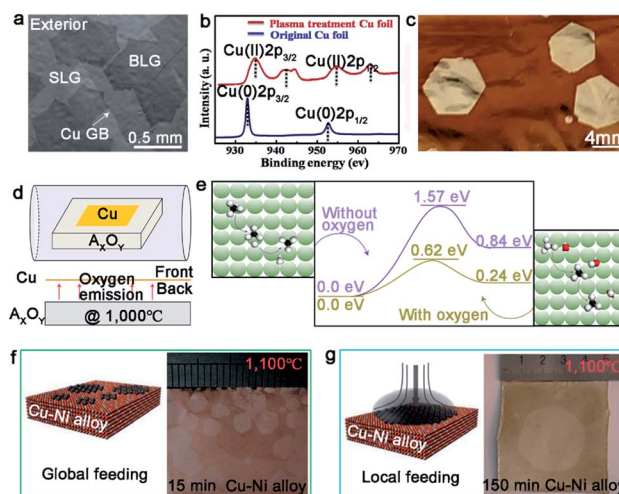 a
Exterior
SLG
BLG
Cu GB
0.5 mm
b
Plasma treatment Cu foil
Original Cu foil
Cu(II)2p3/2
Cu(II)2p1/2
Cu(0)2p3/2
Cu(0)2p1/2
Intensity (a. u.)
930 940 950 960 970
Binding energy (ev)
c
4mm
d
Cu
AXOY
Cu
Oxygen
emission
Front
Back
AXOY
@ 1,000℃
e
Without
oxygen
1.57 eV
0.84 eV
0.62 eV
0.24 eV
0.0 eV
0.0 eV
With oxygen
f
Cu-Ni alloy
Global feeding
1,100℃
15 min Cu-Ni alloy
g
Cu-Ni alloy
Local feeding
1 2 3 4 5
1,100℃
150 min Cu-Ni alloy